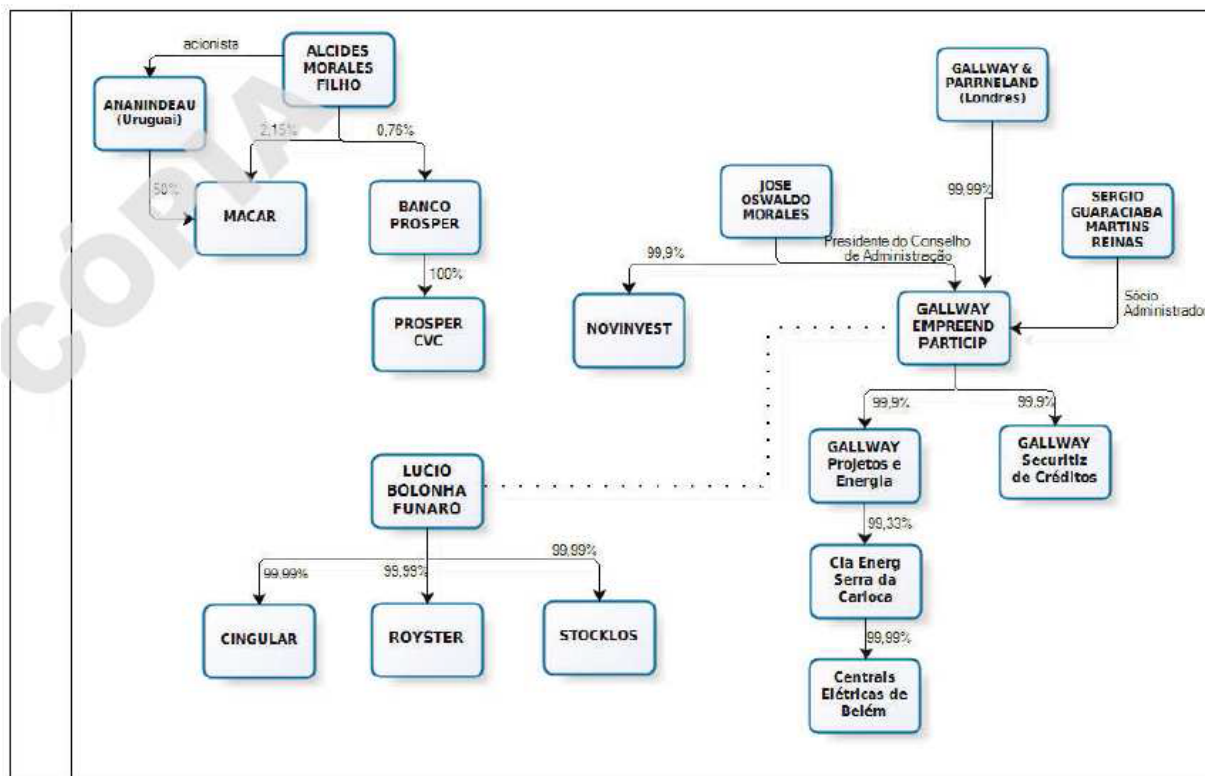 CÓPIA
acionista
ALCIDES
MORALES
FILHO
ANANINDEAU
(Uruguai)
2,15%
0,76%
50%
MACAR
BANCO
PROSPER
100%
PROSPER
CVC
GALLWAY &
PARRNELAND
(Londres)
99,99%
JOSE
OSWALDO
MORALES
SERGIO
GUARACIABA
MARTINS
REINAS
Presidente do Conselho
de Administração
99,9%
Sócio
Administrador
NOVINVEST
GALLWAY
EMPREEND
PARTICIP
99,9%
99,9%
GALLWAY
Projetos e
Energia
GALLWAY
Securitiz
de Créditos
LUCIO
BOLONHA
FUNARO
99,33%
99,99%
99,99%
99,99%
Cia Energ
Serra da
Carioca
CINGULAR
ROYSTER
STOCKLOS
99,99%
Centrais
Elétricas de
Belém